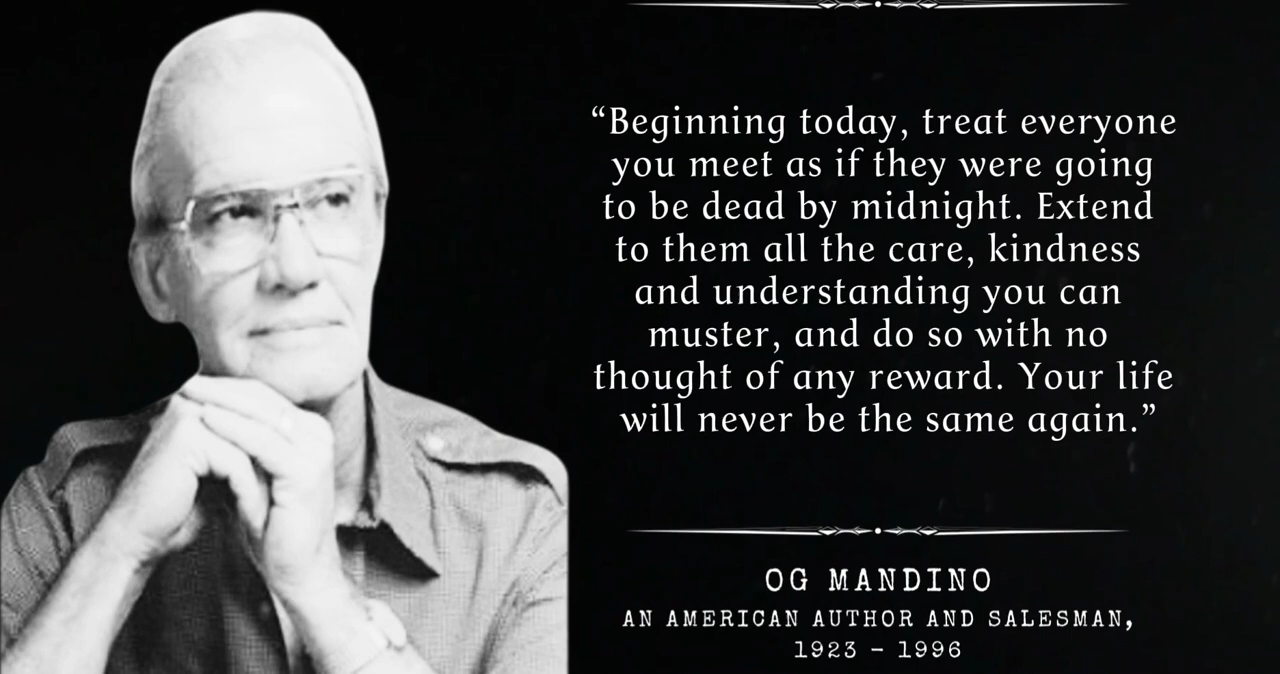 “Beginning today, treat everyone
you meet as if they were going
to be dead by midnight. Extend
to them all the care, kindness
and understanding you can
muster, and do so with no
thought of any reward. Your life
will never be the same again.”
OG MANDINO
AN AMERICAN AUTHOR AND SALESMAN,
1923 – 1996